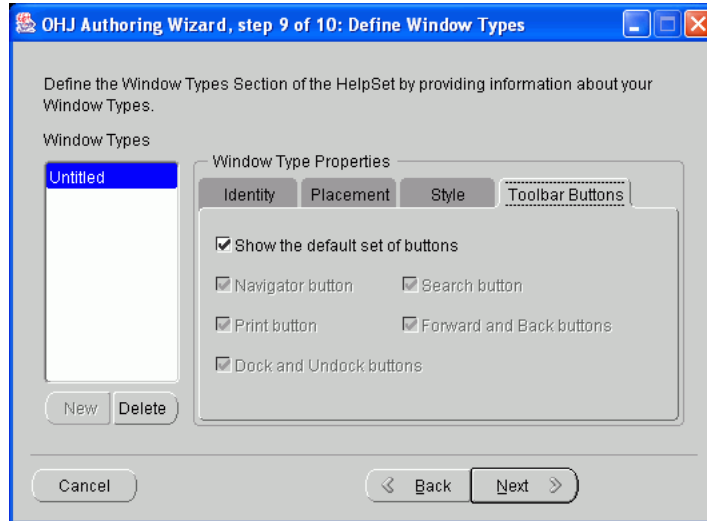 OHJ Authoring Wizard, step 9 of 10: Define Window Types
Define the Window Types Section of the HelpSet by providing information about your
Window Types.
Window Types
Untitled
Window Type Properties
Identity Placement Style Toolbar Buttons
Show the default set of buttons
Navigator button Search button
Print button Forward and Back buttons
Dock and Undock buttons
New Delete
Cancel Back Next